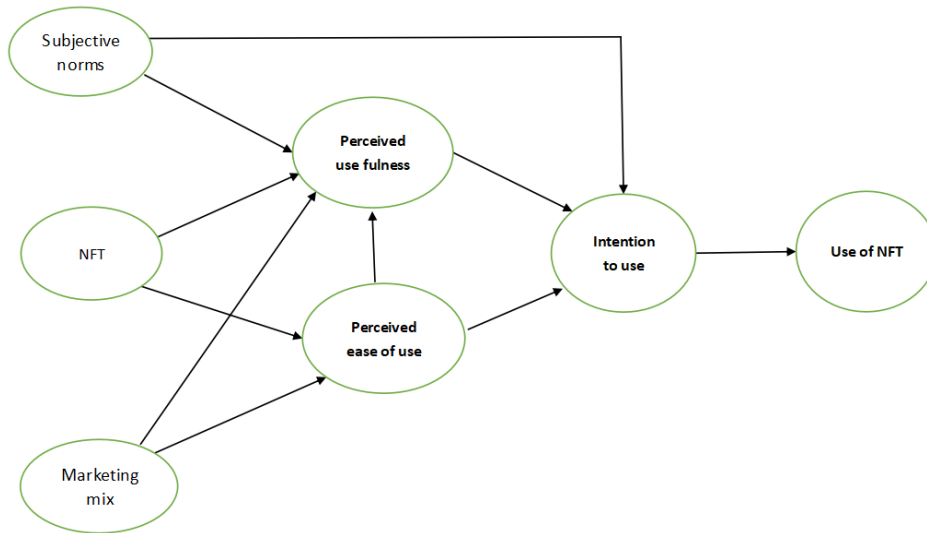 Subjective
norms
Perceived
use fulness
NFT
Intention
to use
Use of NFT
Perceived
ease of use
Marketing
mix